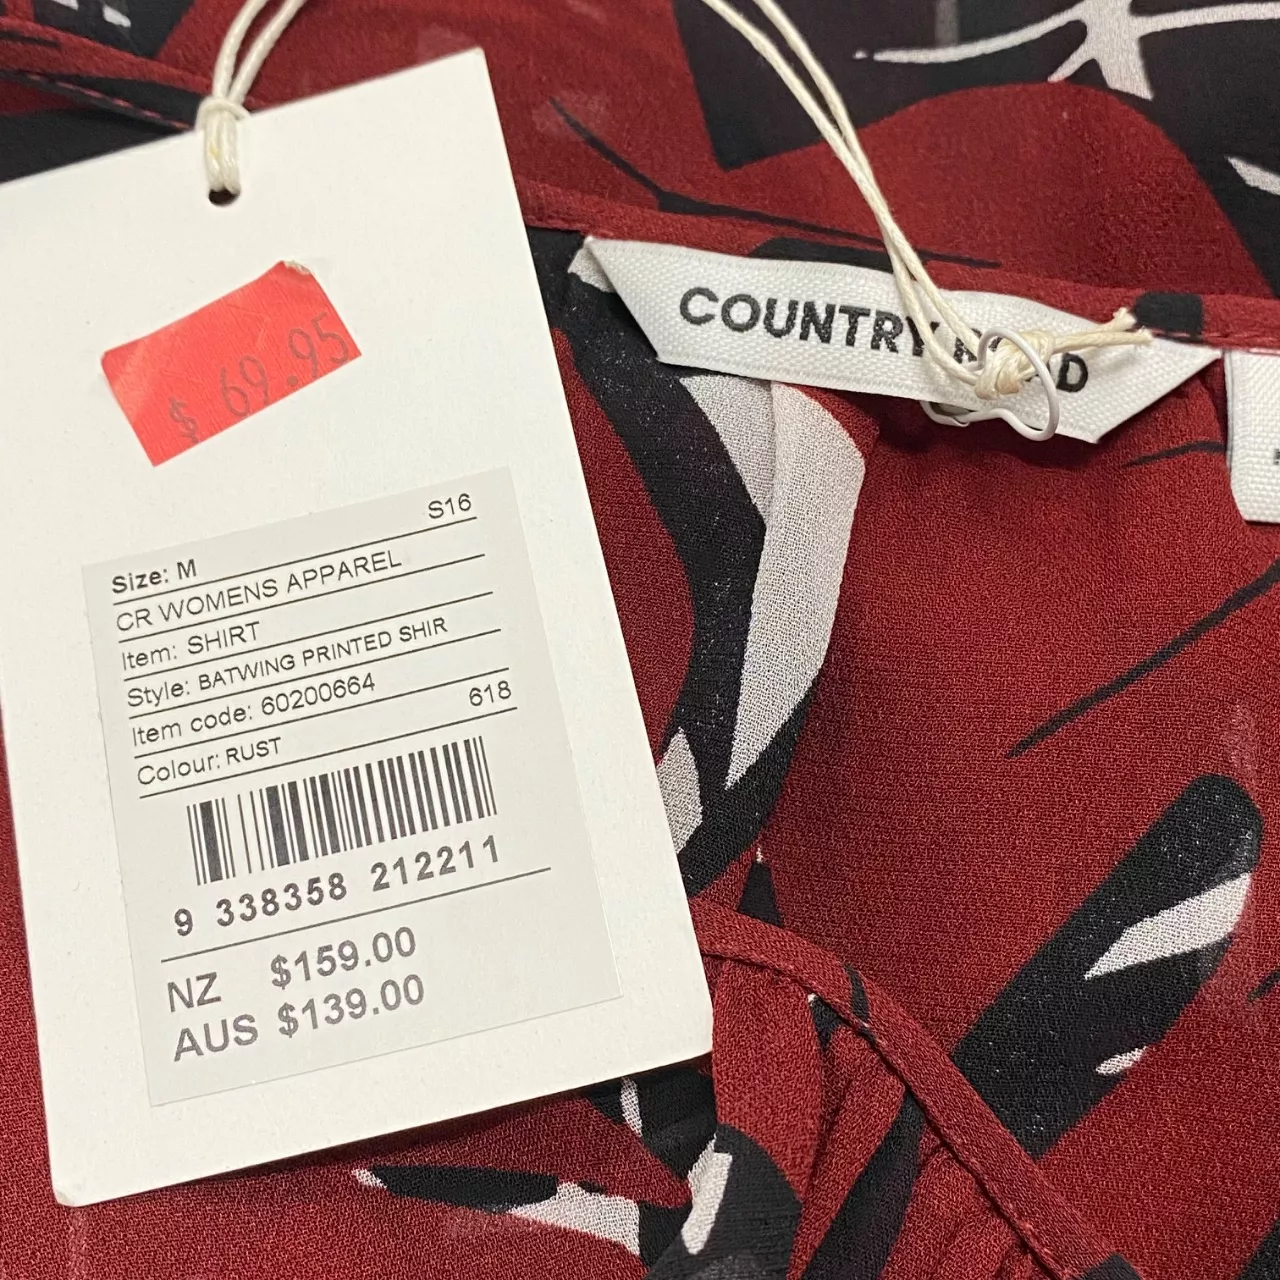 $ 69.95
S16
Size: M
CR WOMENS APPAREL
Item: SHIRT
Style: BATWING PRINTED SHIR
Item code: 60200664
618
Colour: RUST
9 338358 212211
NZ $159.00
AUS $139.00
COUNTRY ROAD